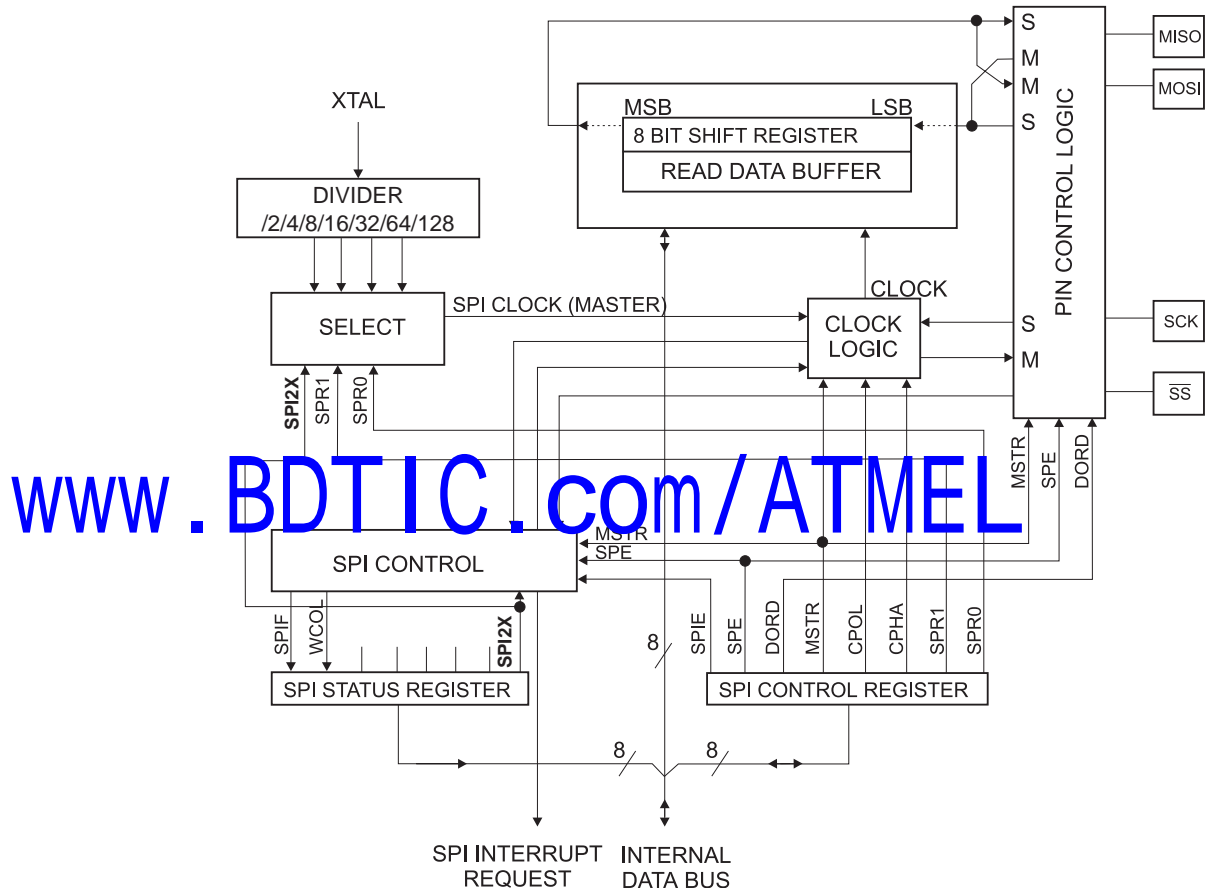 S
MISO
M
XTAL
M
MOSI
MSB
LSB
S
8 BIT SHIFT REGISTER
READ DATA BUFFER
DIVIDER
/2/4/8/16/32/64/128
PIN CONTROL LOGIC
CLOCK
SPI CLOCK (MASTER)
SELECT
CLOCK
LOGIC
S
SCK
M
SPI2X
SPR1
SPR0
SS
MSTR
SPE
DORD
www.BDTIC.com/ATMEL
MSTR
SPE
SPI CONTROL
SPIF
WCOL
SPI2X
8
SPIE
SPE
DORD
MSTR
CPOL
CPHA
SPR1
SPR0
SPI STATUS REGISTER
SPI CONTROL REGISTER
8
8
SPI INTERRUPT
REQUEST
INTERNAL
DATA BUS